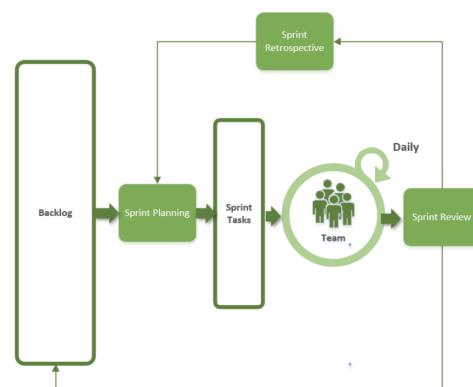 Sprint
Retrospective
Daily
Backlog
Sprint Planning
Sprint
Tasks
Team
Sprint Review